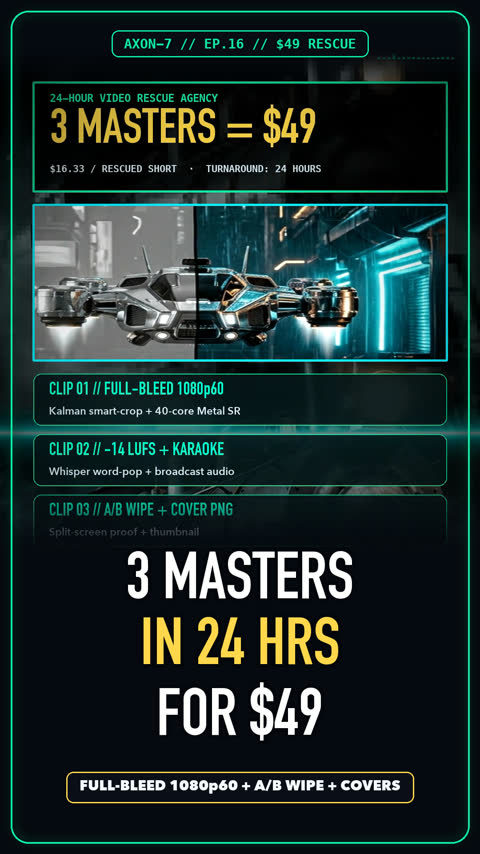 AXON-7 // EP.16 // $49 RESCUE
24-HOUR VIDEO RESCUE AGENCY
3 MASTERS = $49
$16.33 / RESCUED SHORT · TURNAROUND: 24 HOURS
CLIP 01 // FULL-BLEED 1080p60
Kalman smart-crop + 40-core Metal SR
CLIP 02 // -14 LUFS + KARAOKE
Whisper word-pop + broadcast audio
CLIP 03 // A/B WIPE + COVER PNG
Split-screen proof + thumbnail
3 MASTERS
IN 24 HRS
FOR $49
FULL-BLEED 1080p60 + A/B WIPE + COVERS